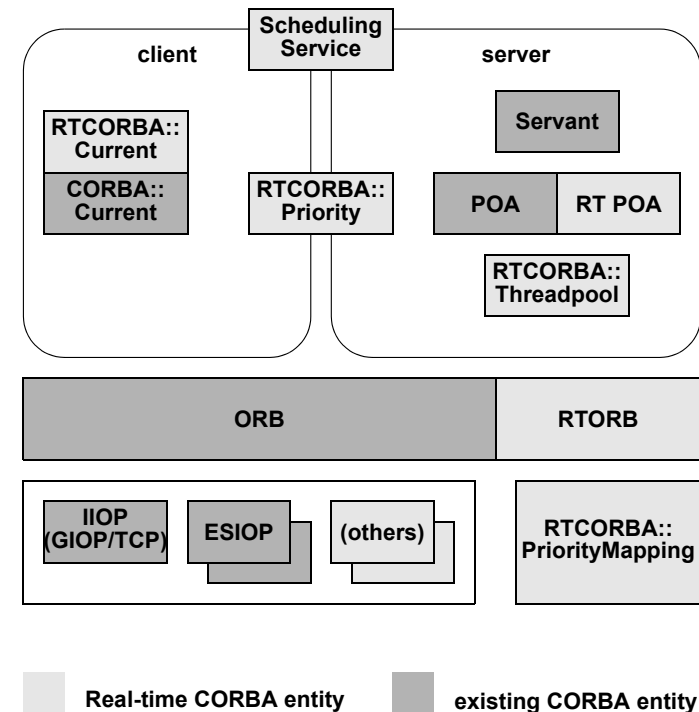 Scheduling
Service
client
server
RTCORBA::
Current
CORBA::
Current
RTCORBA::
Priority
Servant
POA
RT POA
RTCORBA::
Threadpool
ORB
RTORB
IIOP
(GIOP/TCP)
ESIOP
(others)
RTCORBA::
PriorityMapping
Real-time CORBA entity
existing CORBA entity